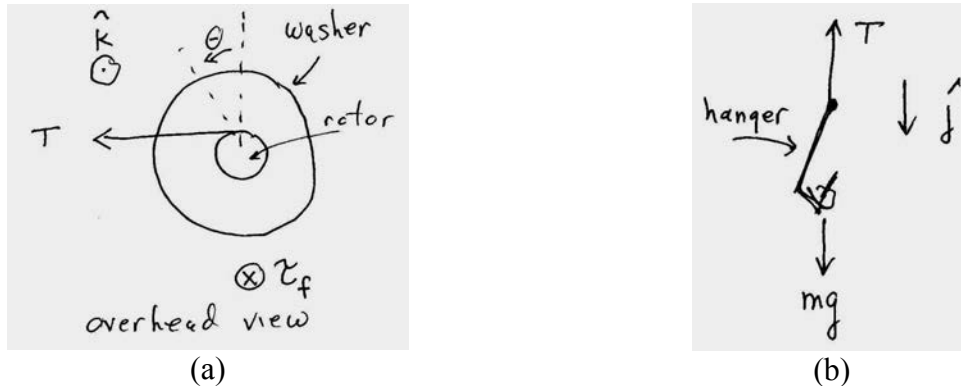 k̂
θ
washer
T
rotor
τ_f
overhead view
(a)
T
hanger
ĵ
mg
(b)